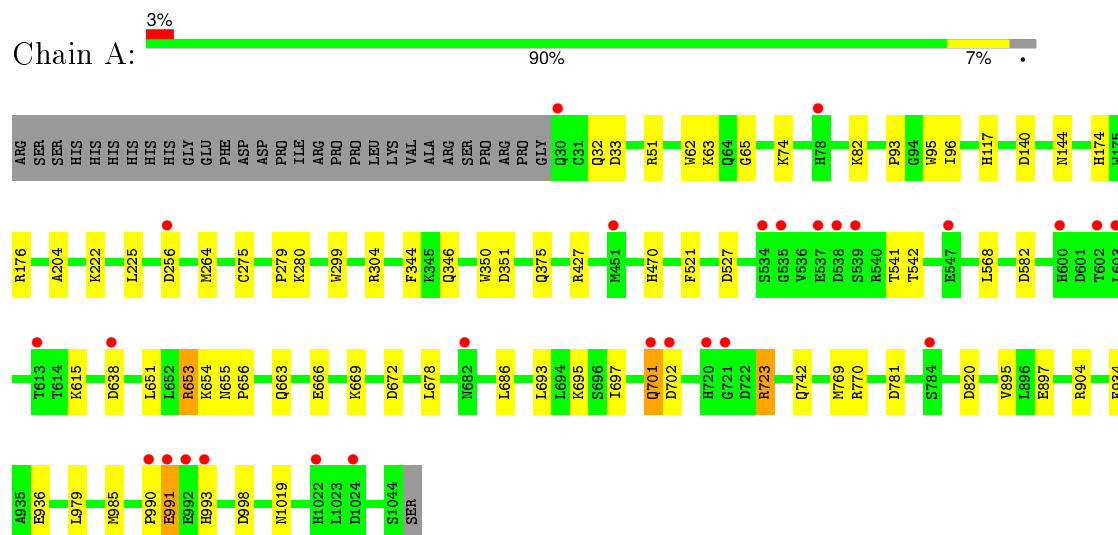 3%
Chain A:
90% 7% •
ARG SER SER HIS HIS HIS HIS HIS HIS HIS GLY GLU PHE ASP ASP PRO ILE ARG PRO PRO LEU LYS VAL ALA ARG SER PRO ARG PRO GLY Q30 C31 Q32 D33 R51 W62 K63 Q64 G65 K74 H78 K82 P93 G94 W95 I96 H117 D140 N144 H174 W175
R176 A204 K222 L225 D256 M264 C275 P279 K280 W299 R304 F344 K345 Q346 W350 D351 Q375 R427 M451 H470 F521 D527 S534 G535 V536 E537 D538 S539 R540 T541 T542 E547 L568 D582 H600 D601 T602 L603
T613 T614 K615 D638 L651 L652 R653 K654 N655 P656 Q663 E666 K669 D672 L678 N682 L686 L693 L694 K695 S696 I697 Q701 D702 H720 G721 D722 R723 Q742 M769 R770 D781 S784 D820 V895 L896 E897 R904 E934
A935 E936 L979 M985 P990 E991 E992 H993 D998 N1019 H1022 L1023 D1024 S1044 SER